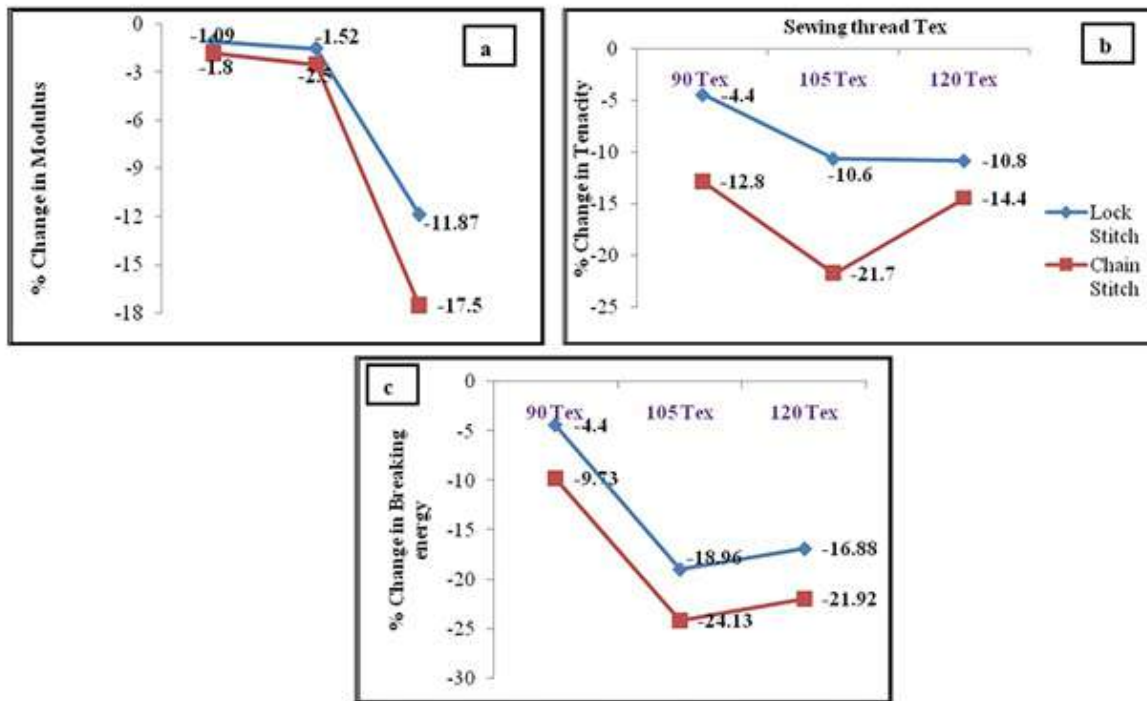 a
% Change in Modulus
0
-3
-6
-9
-12
-15
-18
-1.09
-1.52
-1.8
-11.87
-17.5
b
Sewing thread Tex
% Change in Tenacity
0
-5
-10
-15
-20
-25
90 Tex 105 Tex 120 Tex
-4.4
-10.6
-10.8
-12.8
-21.7
-14.4
Lock
Stitch
Chain
Stitch
c
% Change in Breaking
energy
0
-5
-10
-15
-20
-25
-30
90 Tex 105 Tex 120 Tex
-4.4
-9.73
-18.96
-16.88
-24.13
-21.92